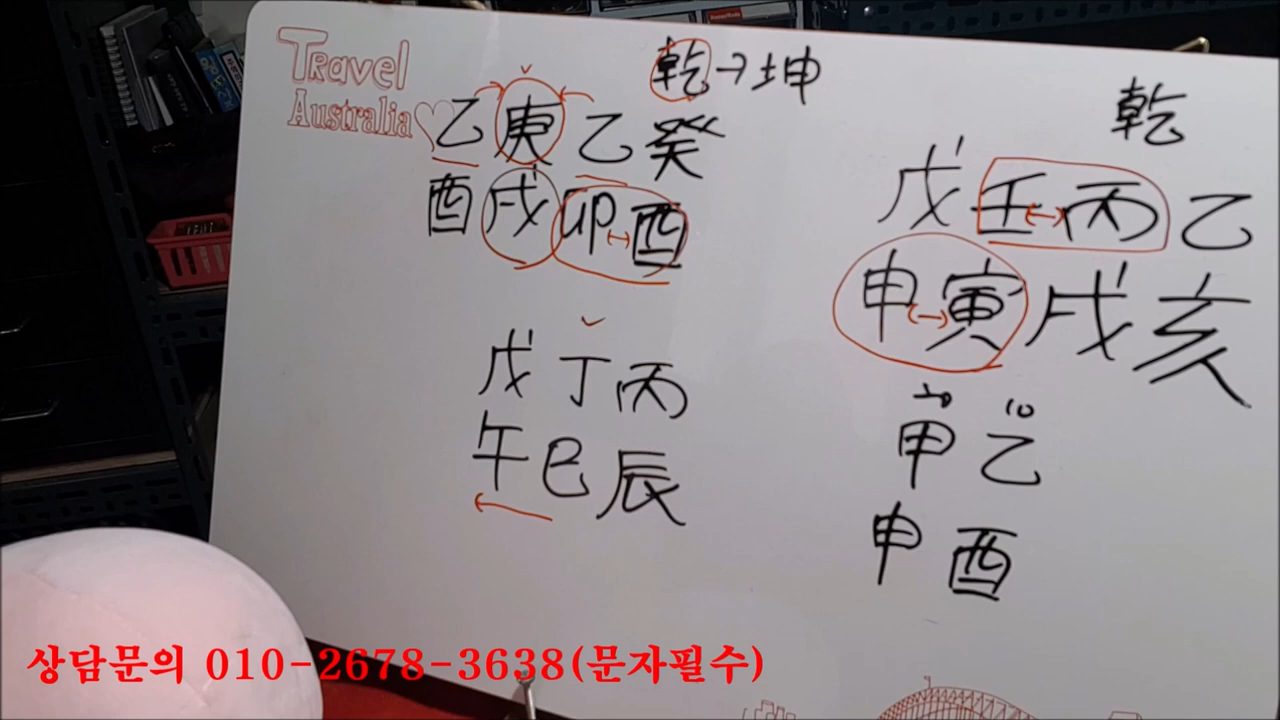 Travel
Australia
乾→坤
乙庚乙癸
酉戌卯酉
戊丁丙
午巳辰
乾
戊壬丙乙
申寅戌亥
20 10
甲乙
申酉
상담문의 010-2678-3638(문자필수)